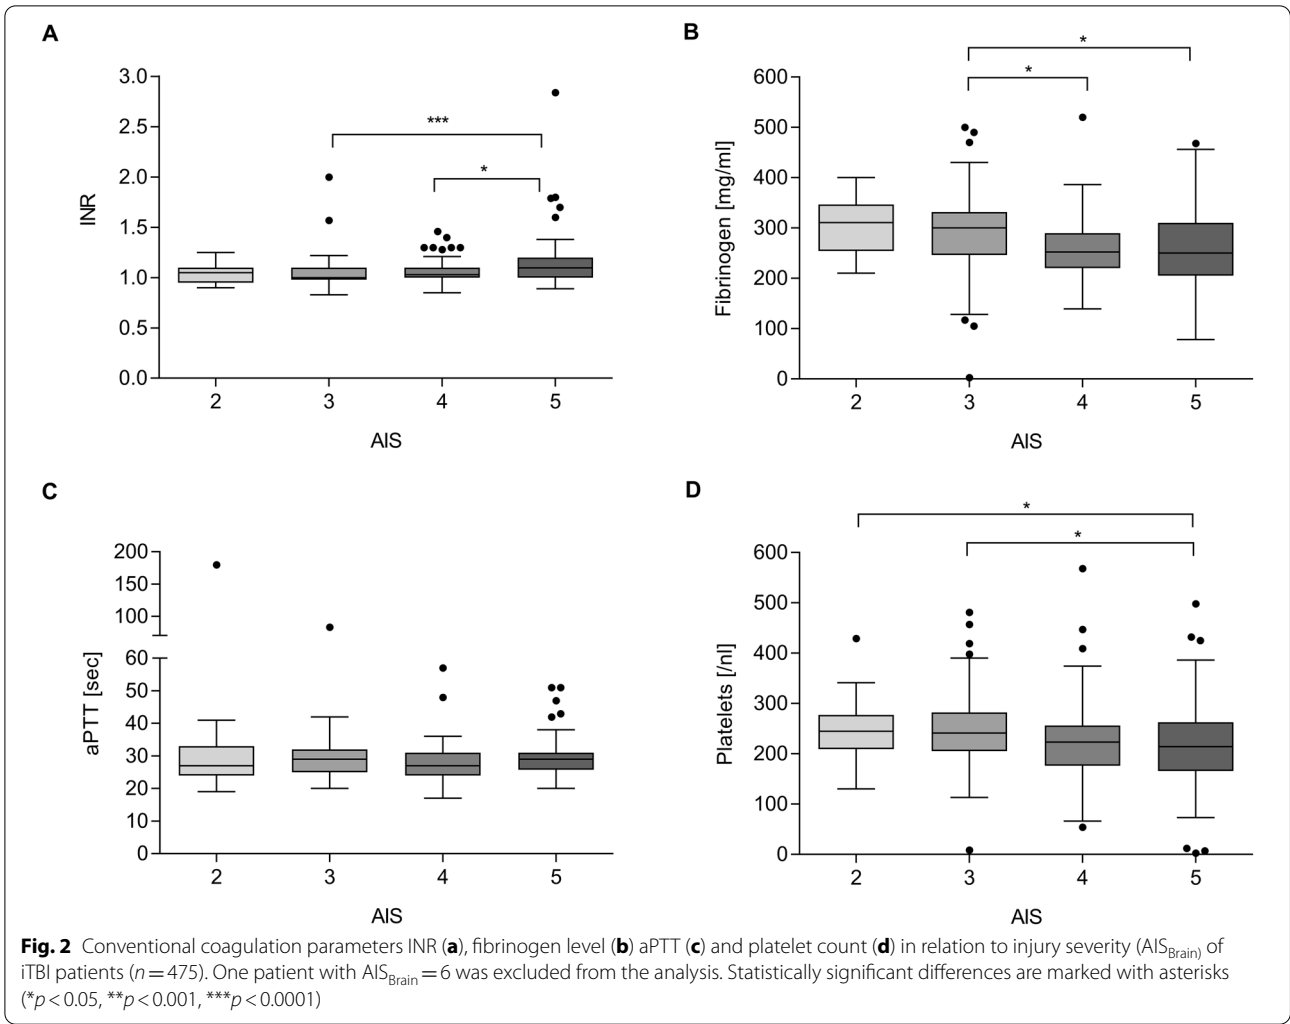 A
INR
3.0
2.5
2.0
1.5
1.0
0.5
0.0
***
*
2 3 4 5
AIS
B
Fibrinogen [mg/ml]
600
500
400
300
200
100
0
*
*
2 3 4 5
AIS
C
aPTT [sec]
200
150
100
60
50
40
30
20
10
0
2 3 4 5
AIS
D
Platelets [/nl]
600
500
400
300
200
100
0
*
*
2 3 4 5
AIS
Fig. 2 Conventional coagulation parameters INR (a), fibrinogen level (b) aPTT (c) and platelet count (d) in relation to injury severity (AIS_Brain) of
iTBI patients (n = 475). One patient with AIS_Brain = 6 was excluded from the analysis. Statistically significant differences are marked with asterisks
(*p < 0.05, **p < 0.001, ***p < 0.0001)